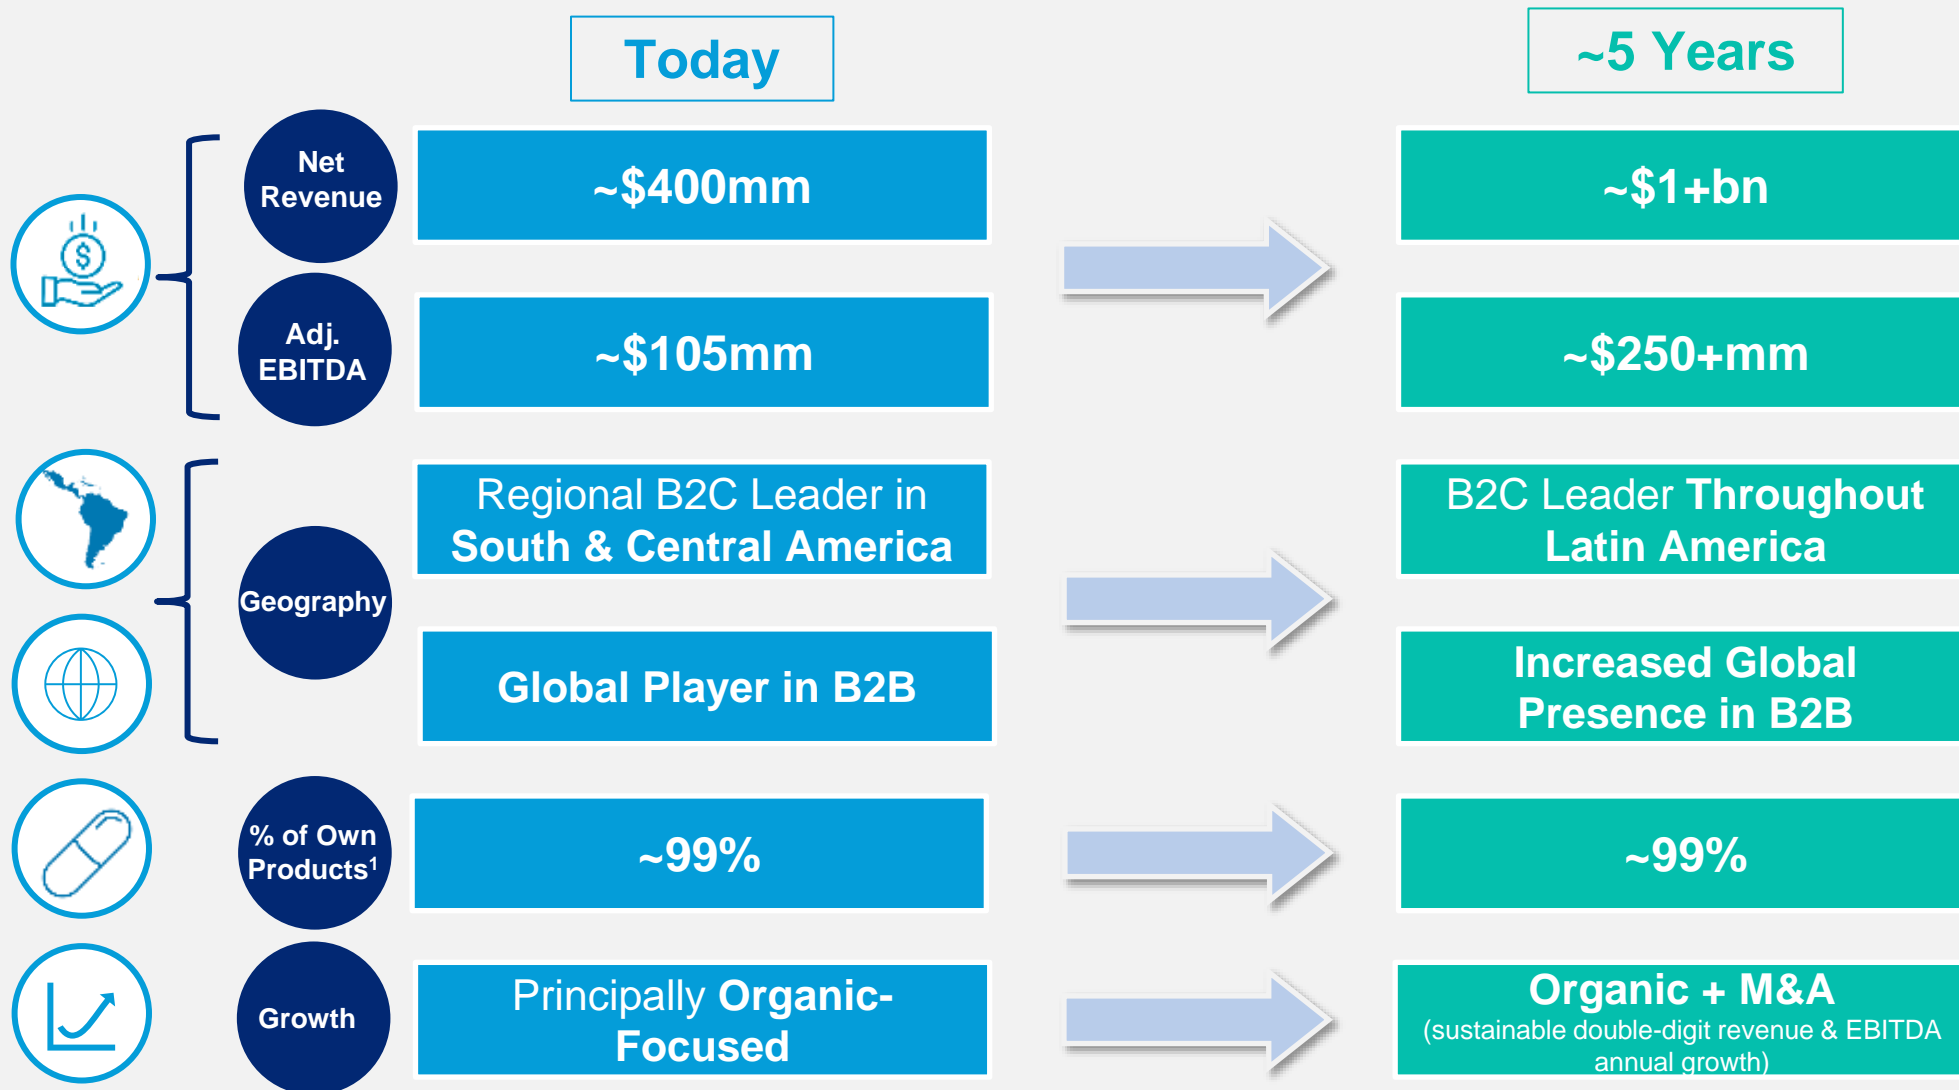 Today
~5 Years
Net
Revenue
~$400mm
~$1+bn
Adj.
EBITDA
~$105mm
~$250+mm
Geography
Regional B2C Leader in
South & Central America
B2C Leader Throughout
Latin America
Global Player in B2B
Increased Global
Presence in B2B
% of Own
Products¹
~99%
~99%
Growth
Principally Organic-
Focused
Organic + M&A
(sustainable double-digit revenue & EBITDA
annual growth)